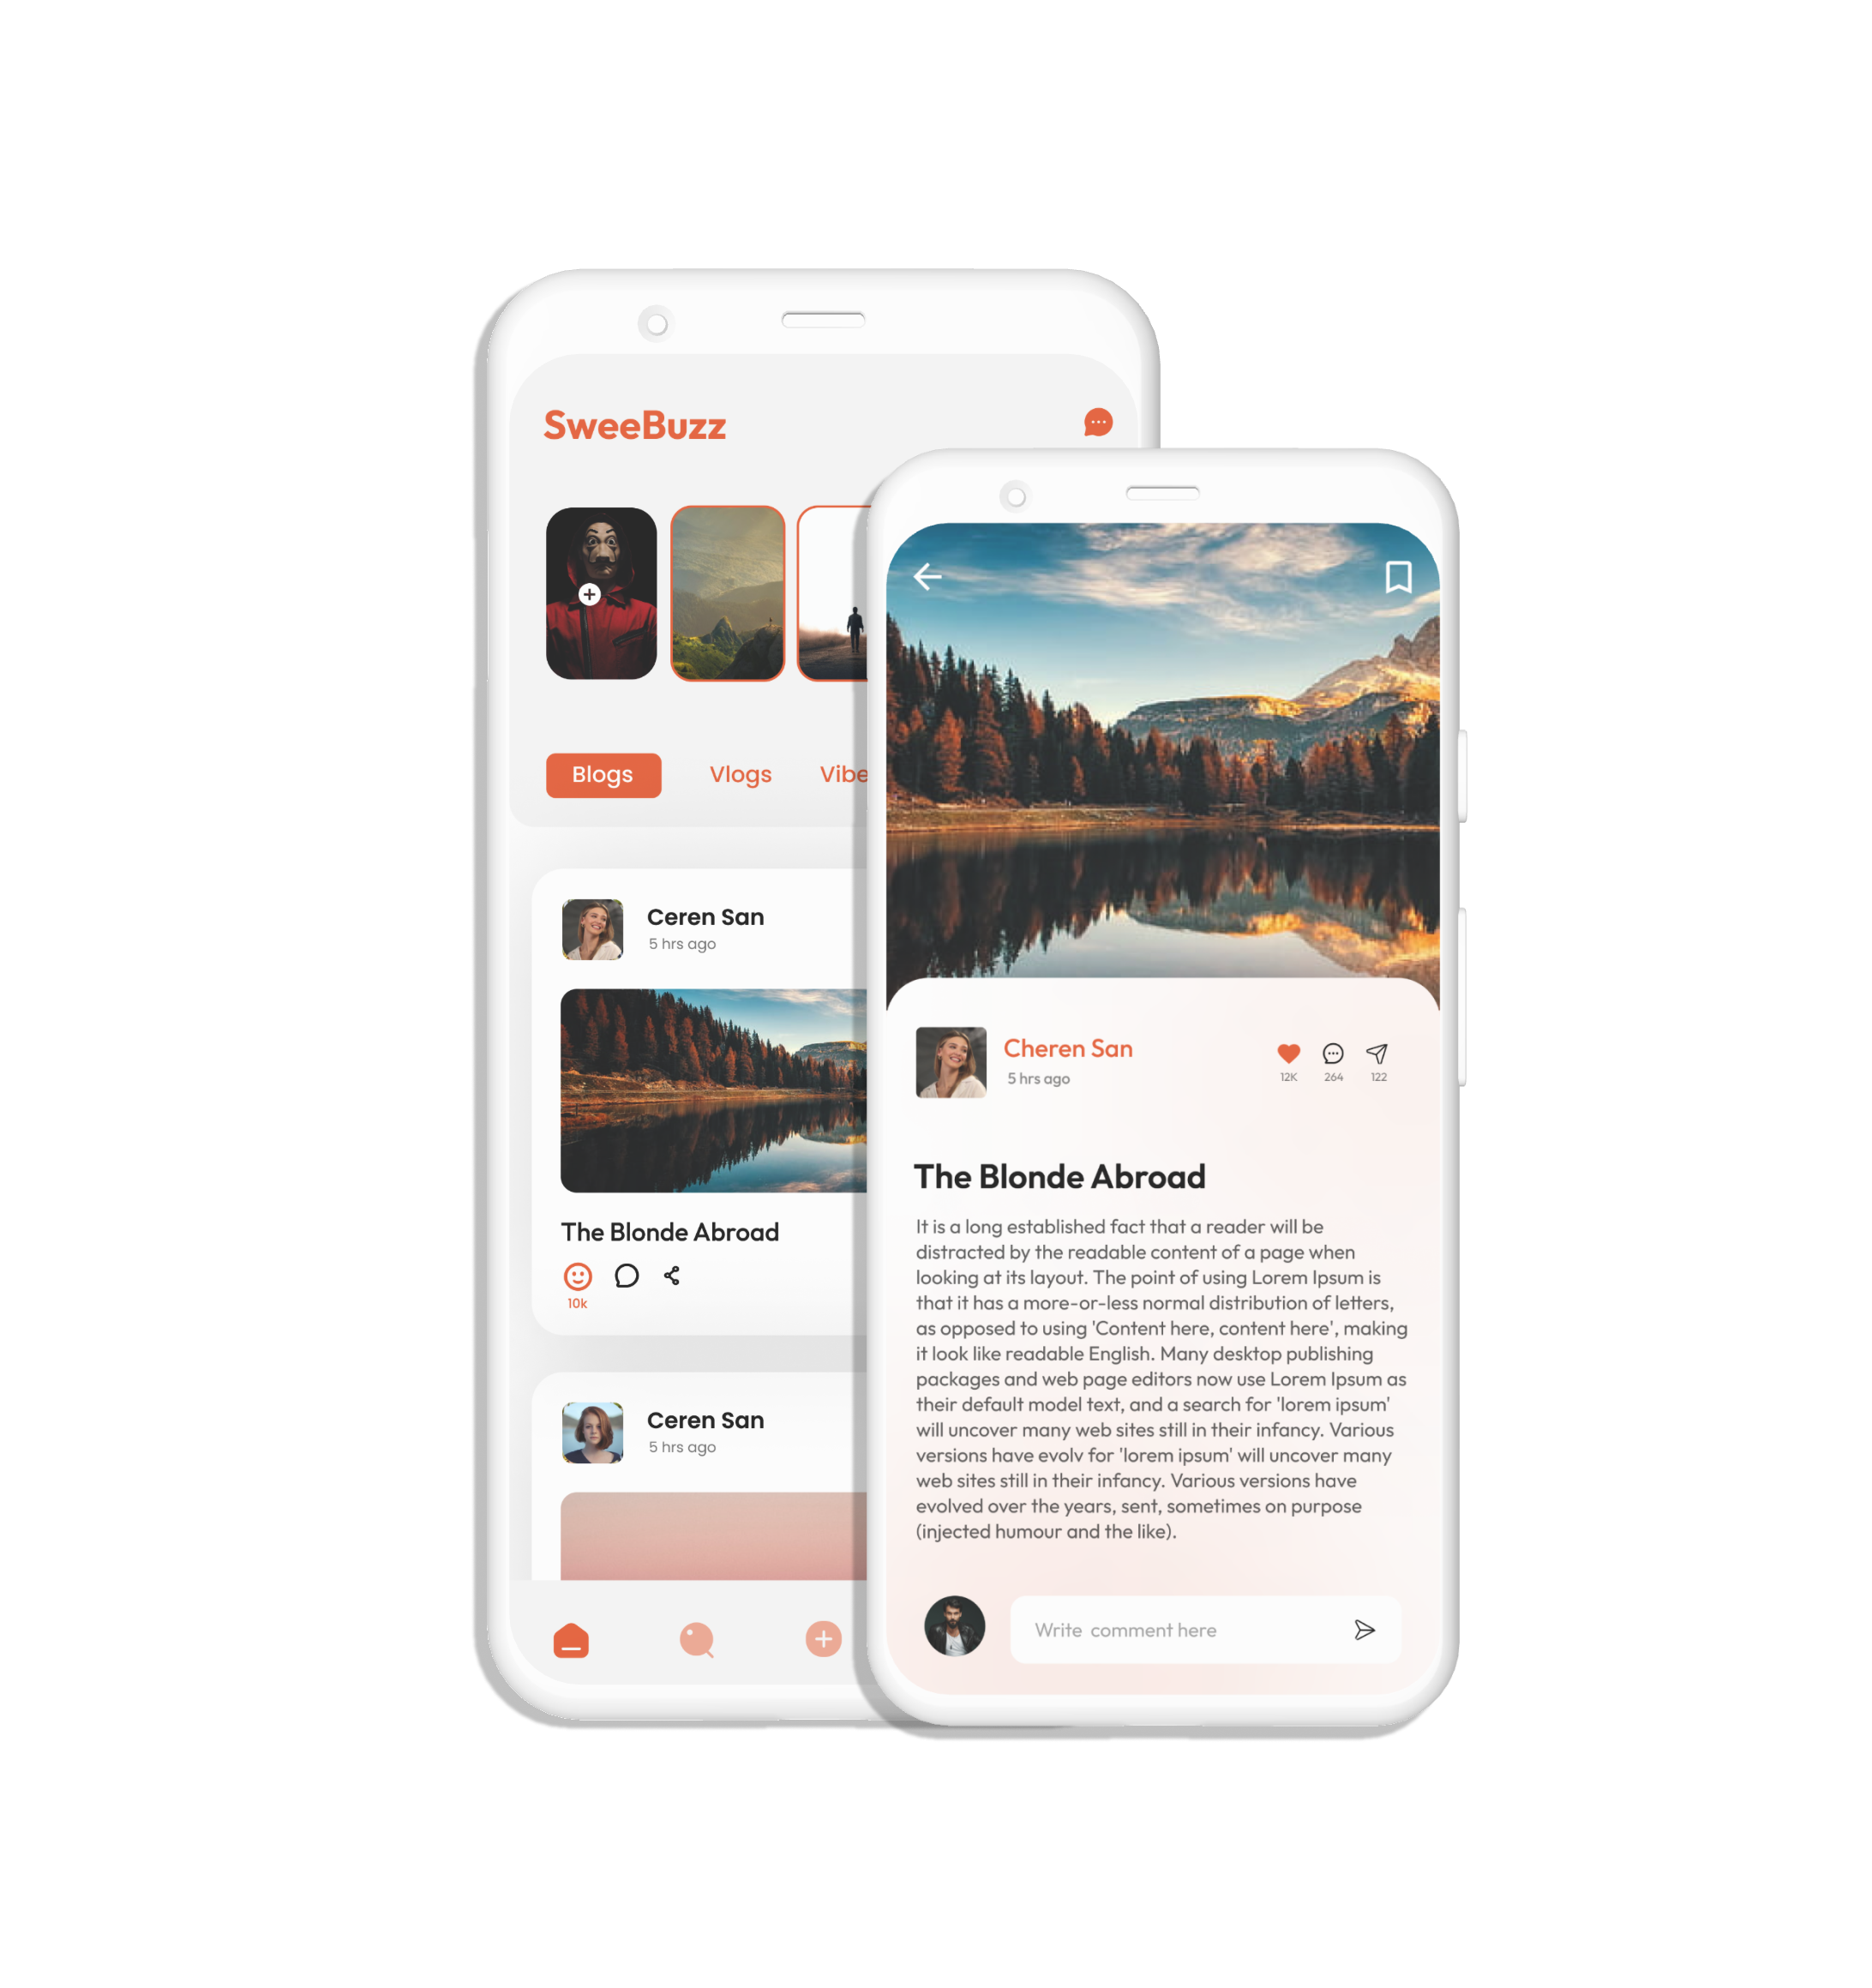 SweeBuzz
Blogs
Vlogs
Vibe
Ceren San
5 hrs ago
The Blonde Abroad
10k
Ceren San
5 hrs ago
Cheren San
5 hrs ago
12K
264
122
The Blonde Abroad
It is a long established fact that a reader will be
distracted by the readable content of a page when
looking at its layout. The point of using Lorem Ipsum is
that it has a more-or-less normal distribution of letters,
as opposed to using 'Content here, content here', making
it look like readable English. Many desktop publishing
packages and web page editors now use Lorem Ipsum as
their default model text, and a search for 'lorem ipsum'
will uncover many web sites still in their infancy. Various
versions have evolv for 'lorem ipsum' will uncover many
web sites still in their infancy. Various versions have
evolved over the years, sent, sometimes on purpose
(injected humour and the like).
Write comment here